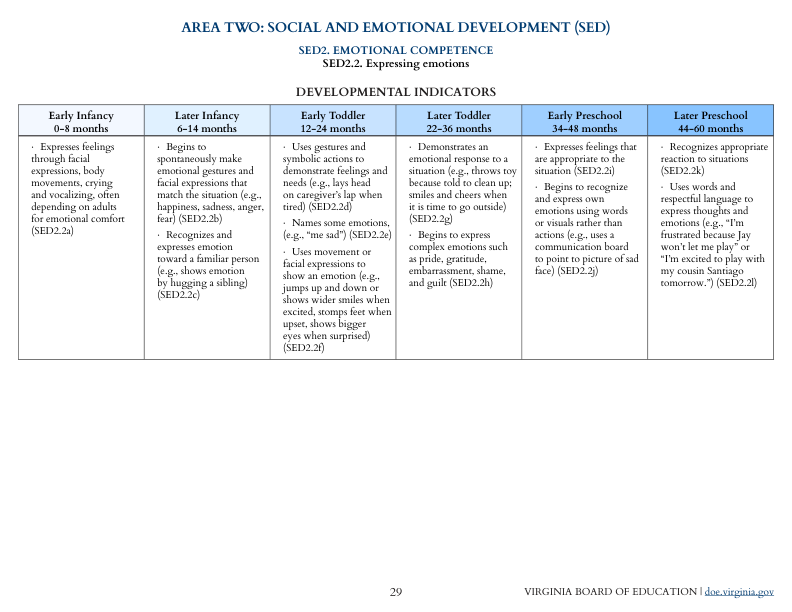 AREA TWO: SOCIAL AND EMOTIONAL DEVELOPMENT (SED)
SED2. EMOTIONAL COMPETENCE
SED2.2. Expressing emotions
DEVELOPMENTAL INDICATORS
Early Infancy
0–8 months
· Expresses feelings
through facial
expressions, body
movements, crying
and vocalizing, often
depending on adults
for emotional comfort
(SED2.2a)
Later Infancy
6–14 months
· Begins to
spontaneously make
emotional gestures and
facial expressions that
match the situation (e.g.,
happiness, sadness, anger,
fear) (SED2.2b)
· Recognizes and
expresses emotion
toward a familiar person
(e.g., shows emotion
by hugging a sibling)
(SED2.2c)
Early Toddler
12–24 months
· Uses gestures and
symbolic actions to
demonstrate feelings and
needs (e.g., lays head
on caregiver's lap when
tired) (SED2.2d)
· Names some emotions,
(e.g., “me sad”) (SED2.2e)
· Uses movement or
facial expressions to
show an emotion (e.g.,
jumps up and down or
shows wider smiles when
excited, stomps feet when
upset, shows bigger
eyes when surprised)
(SED2.2f)
Later Toddler
22–36 months
· Demonstrates an
emotional response to a
situation (e.g., throws toy
because told to clean up;
smiles and cheers when
it is time to go outside)
(SED2.2g)
· Begins to express
complex emotions such
as pride, gratitude,
embarrassment, shame,
and guilt (SED2.2h)
Early Preschool
34–48 months
· Expresses feelings that
are appropriate to the
situation (SED2.2i)
· Begins to recognize
and express own
emotions using words
or visuals rather than
actions (e.g., uses a
communication board
to point to picture of sad
face) (SED2.2j)
Later Preschool
44–60 months
· Recognizes appropriate
reaction to situations
(SED2.2k)
· Uses words and
respectful language to
express thoughts and
emotions (e.g., “I'm
frustrated because Jay
won't let me play” or
“I'm excited to play with
my cousin Santiago
tomorrow.”) (SED2.2l)
29
VIRGINIA BOARD OF EDUCATION | doe.virginia.gov